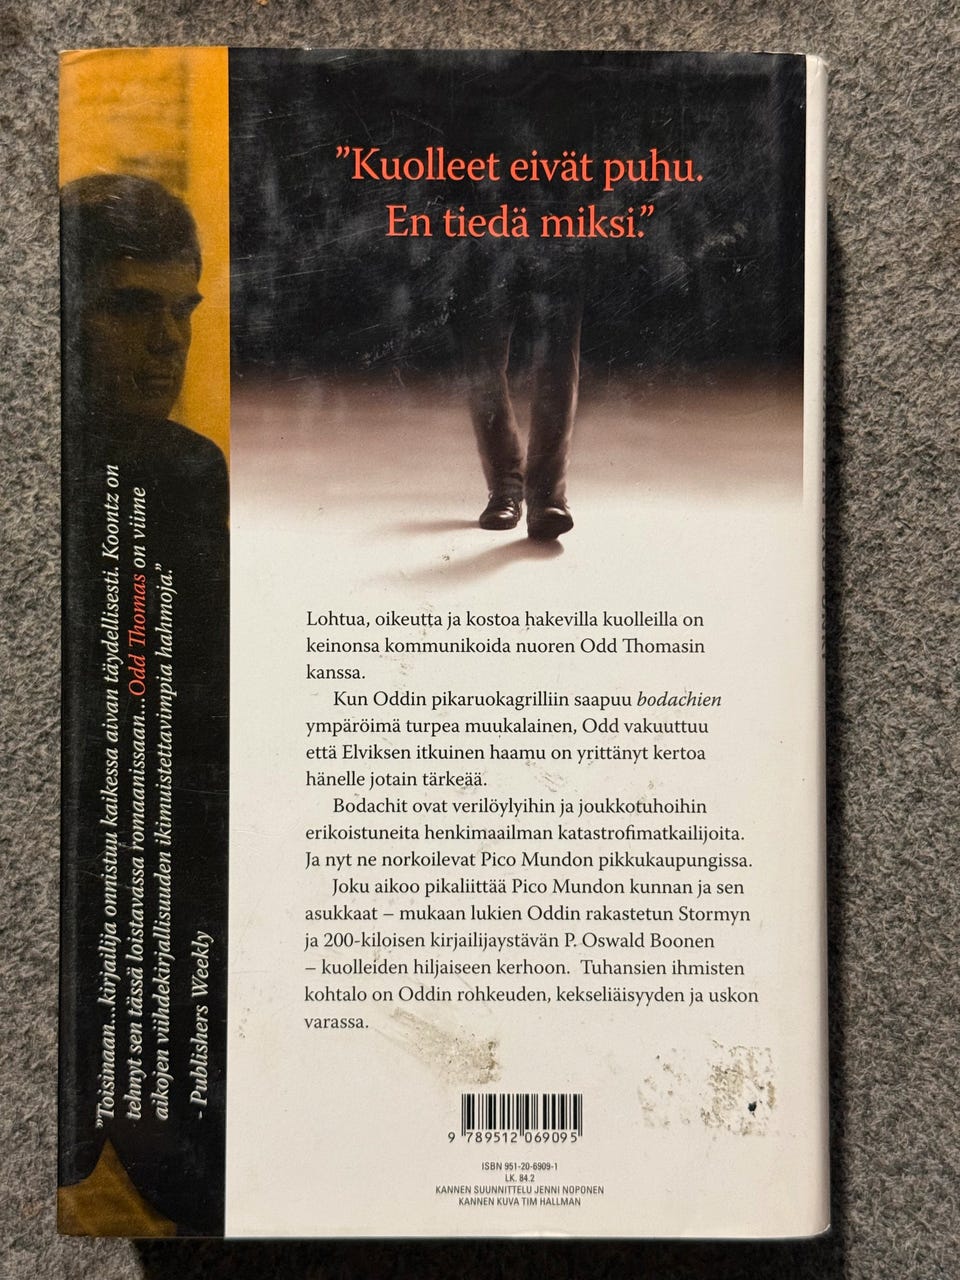 ”Kuolleet eivät puhu.
En tiedä miksi.”
Lohtua, oikeutta ja kostoa hakevilla kuolleilla on
keinonsa kommunikoida nuoren Odd Thomasin
kanssa.
Kun Oddin pikaruokagrilliin saapuu bodachien
ympäröimä turpea muukalainen, Odd vakuuttuu
että Elviksen itkuinen haamu on yrittänyt kertoa
hänelle jotain tärkeää.
Bodachit ovat verilöylyihin ja joukkotuhoihin
erikoistuneita henkimaailman katastrofimatkailijoita.
Ja nyt ne norkoilevat Pico Mundon pikkukaupungissa.
Joku aikoo pikaliittää Pico Mundon kunnan ja sen
asukkaat – mukaan lukien Oddin rakastetun Stormyn
ja 200-kiloisen kirjailijaystävän P. Oswald Boonen
– kuolleiden hiljaiseen kerhoon. Tuhansien ihmisten
kohtalo on Oddin rohkeuden, kekseliäisyyden ja uskon
varassa.
”Toisinaan...kirjailija onnistuu kaikessa aivan täydellisesti. Koontz on
tehnyt sen tässä loistavassa romaanissaan...Odd Thomas on viime
aikojen viihdekirjallisuuden ikimuistettavimpia hahmoja.”
- Publishers Weekly
9 789512 069095
ISBN 951-20-6909-1
LK. 84.2
KANNEN SUUNNITTELU JENNI NOPONEN
KANNEN KUVA TIM HALLMAN